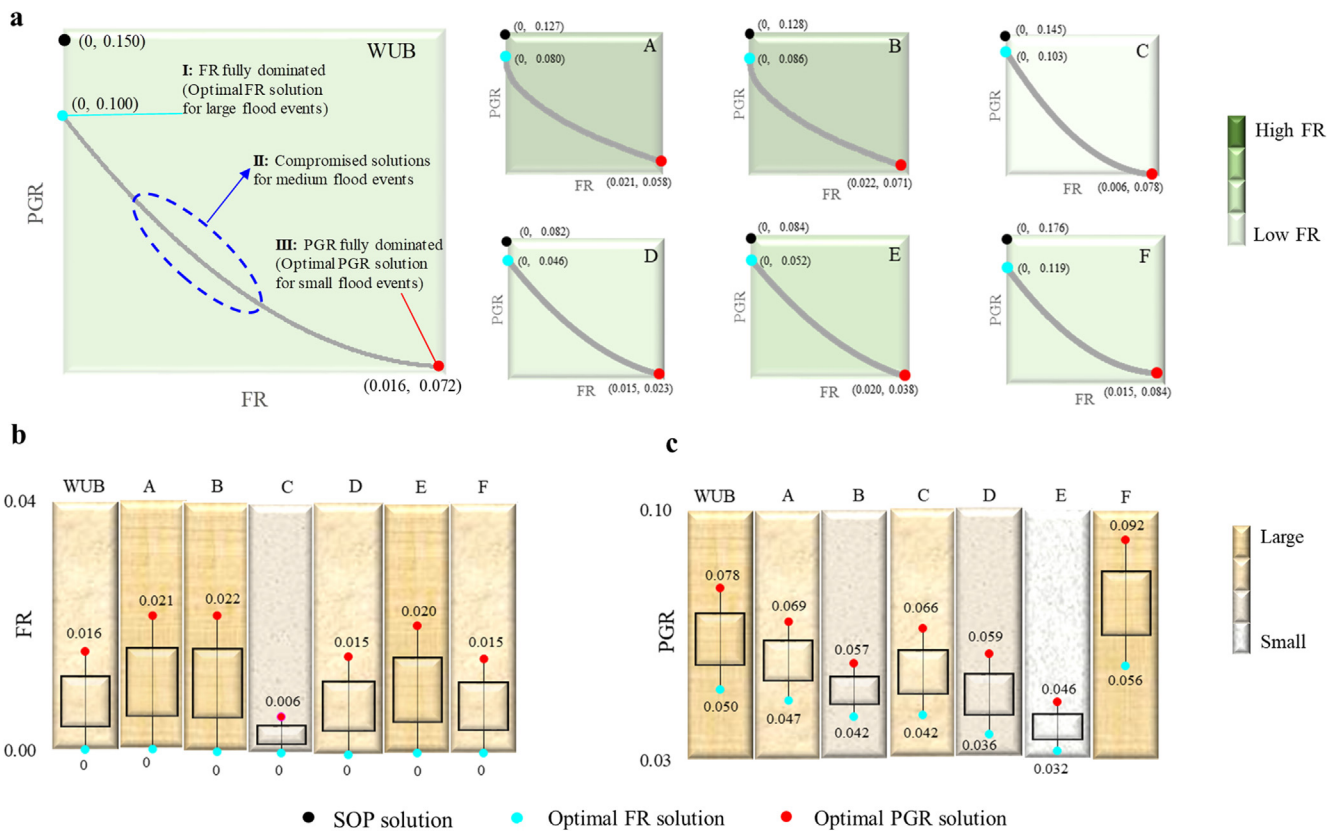 a
(0, 0.150)
WUB
I: FR fully dominated
(Optimal FR solution
for large flood events)
(0, 0.100)
II: Compromised solutions
for medium flood events
III: PGR fully dominated
(Optimal PGR solution
for small flood events)
(0.016, 0.072)
PGR
FR
(0, 0.127)
A
(0, 0.080)
PGR
FR
(0.021, 0.058)
(0, 0.128)
B
(0, 0.086)
PGR
FR
(0.022, 0.071)
(0, 0.145)
C
(0, 0.103)
PGR
FR
(0.006, 0.078)
High FR
Low FR
(0, 0.082)
D
(0, 0.046)
PGR
FR
(0.015, 0.023)
(0, 0.084)
E
(0, 0.052)
PGR
FR
(0.020, 0.038)
(0, 0.176)
F
(0, 0.119)
PGR
FR
(0.015, 0.084)
b
WUB A B C D E F
0.04
FR
0.00
0.016
0.021
0.022
0.006
0.015
0.020
0.015
0 0 0 0 0 0 0
c
WUB A B C D E F
0.10
PGR
0.03
0.078
0.069
0.057
0.066
0.059
0.046
0.092
0.050
0.047
0.042
0.042
0.036
0.032
0.056
Large
Small
SOP solution
Optimal FR solution
Optimal PGR solution